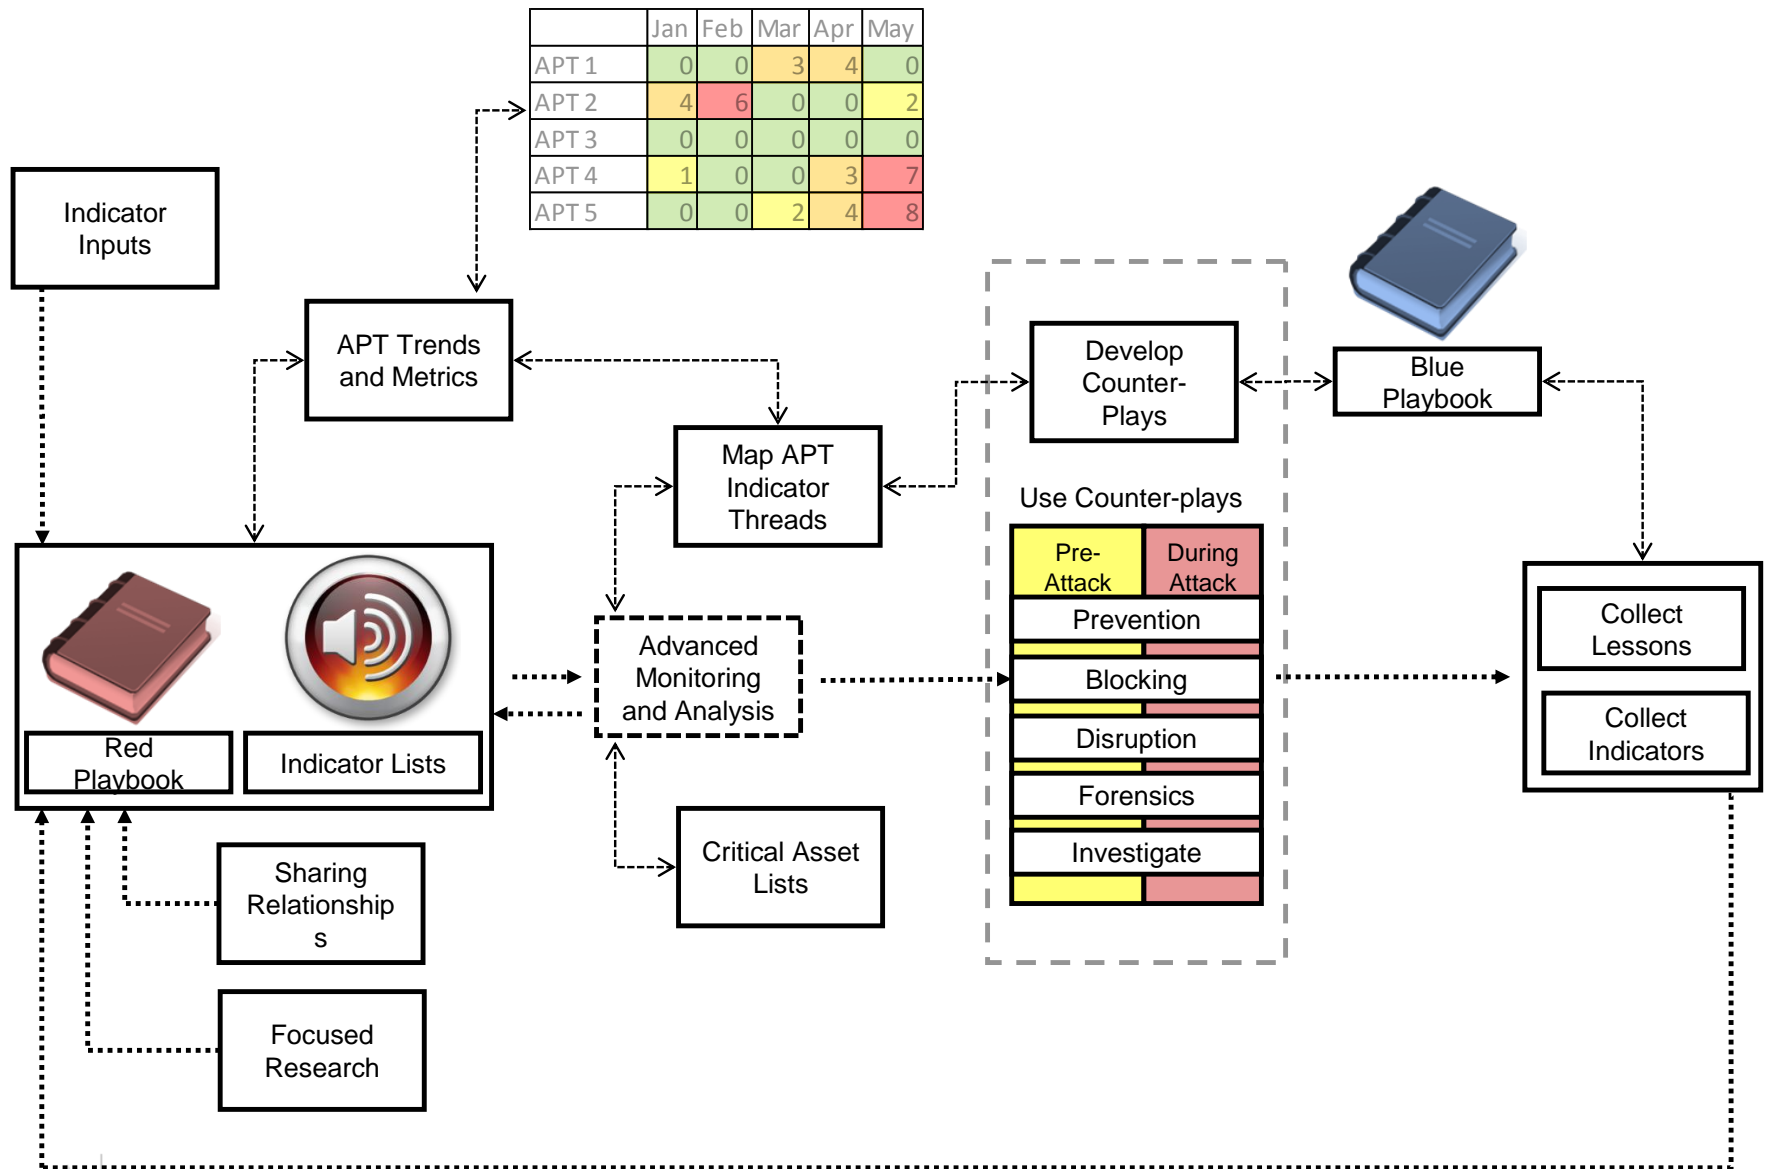 Jan Feb Mar Apr May
APT 1 0 0 3 4 0
APT 2 4 6 0 0 2
APT 3 0 0 0 0 0
APT 4 1 0 0 3 7
APT 5 0 0 2 4 8
Indicator
Inputs
APT Trends
and Metrics
Develop
Counter-
Plays
Blue
Playbook
Map APT
Indicator
Threads
Use Counter-plays
Pre-
Attack
During
Attack
Prevention
Blocking
Disruption
Forensics
Investigate
Red
Playbook
Indicator Lists
Advanced
Monitoring
and Analysis
Collect
Lessons
Collect
Indicators
Critical Asset
Lists
Sharing
Relationship
s
Focused
Research